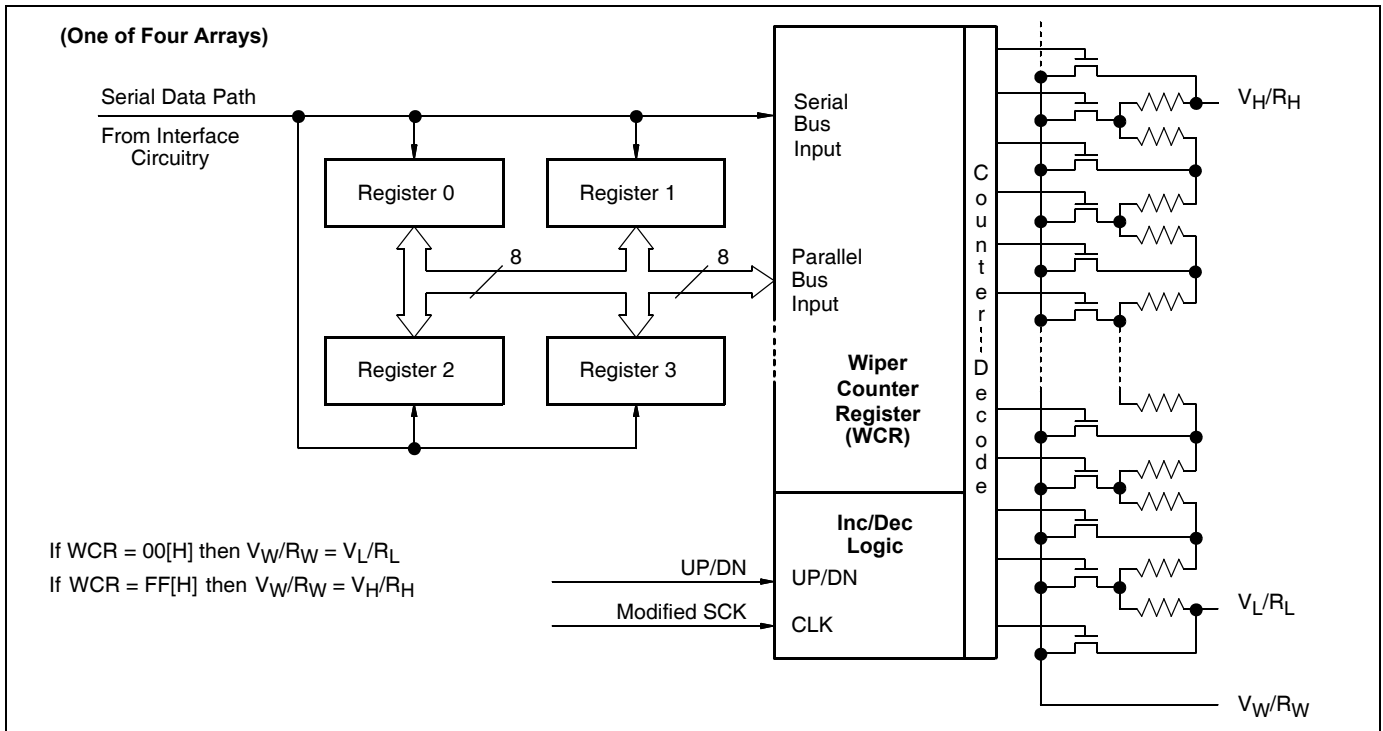 (One of Four Arrays)
Serial Data Path
From Interface
Circuitry
Register 0
Register 1
8
8
Register 2
Register 3
Serial
Bus
Input
Parallel
Bus
Input
Wiper
Counter
Register
(WCR)
Inc/Dec
Logic
UP/DN
UP/DN
Modified SCK
CLK
Counter---Decode
If WCR = 00[H] then VW/RW = VL/RL
If WCR = FF[H] then VW/RW = VH/RH
VH/RH
VL/RL
VW/RW